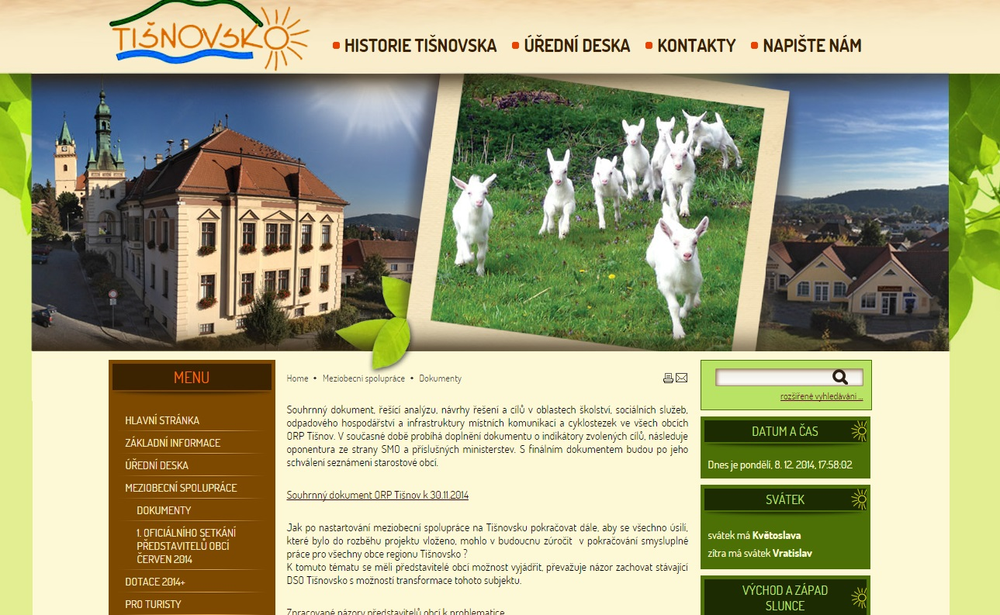 TIŠNOVSKO
HISTORIE TIŠNOVSKA
ÚŘEDNÍ DESKA
KONTAKTY
NAPIŠTE NÁM
MENU
HLAVNÍ STRÁNKA
ZÁKLADNÍ INFORMACE
ÚŘEDNÍ DESKA
MEZIOBECNÍ SPOLUPRÁCE
DOKUMENTY
1. OFICIÁLNÍHO SETKÁNÍ
PŘEDSTAVITELŮ OBCÍ
ČERVEN 2014
DOTACE 2014+
PRO TURISTY
Home • Meziobecní spolupráce • Dokumenty
Souhrnný dokument, řešící analýzu, návrhy řešení a cílů v oblastech školství, sociálních služeb,
odpadového hospodářství a infrastruktury místních komunikací a cyklostezek ve všech obcích
ORP Tišnov. V současné době probíhá doplnění dokumentu o indikátory zvolených cílů, následuje
oponentura ze strany SMO a příslušných ministerstev. S finálním dokumentem budou po jeho
schválení seznámeni starostové obcí.
Souhrnný dokument ORP Tišnov k 30.11.2014
Jak po nastartování meziobecní spolupráce na Tišnovsku pokračovat dále, aby se všechno úsilí,
které bylo do rozběhu projektu vloženo, mohlo v budoucnu zúročit v pokračování smysluplné
práce pro všechny obce regionu Tišnovsko ?
K tomuto tématu se měli představitelé obcí možnost vyjádřit, převažuje názor zachovat stávající
DSO Tišnovsko s možností transformace tohoto subjektu.
Zpracované názory představitelů obcí k problematice
rozšířené vyhledávání ...
DATUM A ČAS
Dnes je pondělí, 8. 12. 2014, 17:58:02
SVÁTEK
svátek má Květoslava
zítra má svátek Vratislav
VÝCHOD A ZÁPAD
SLUNCE